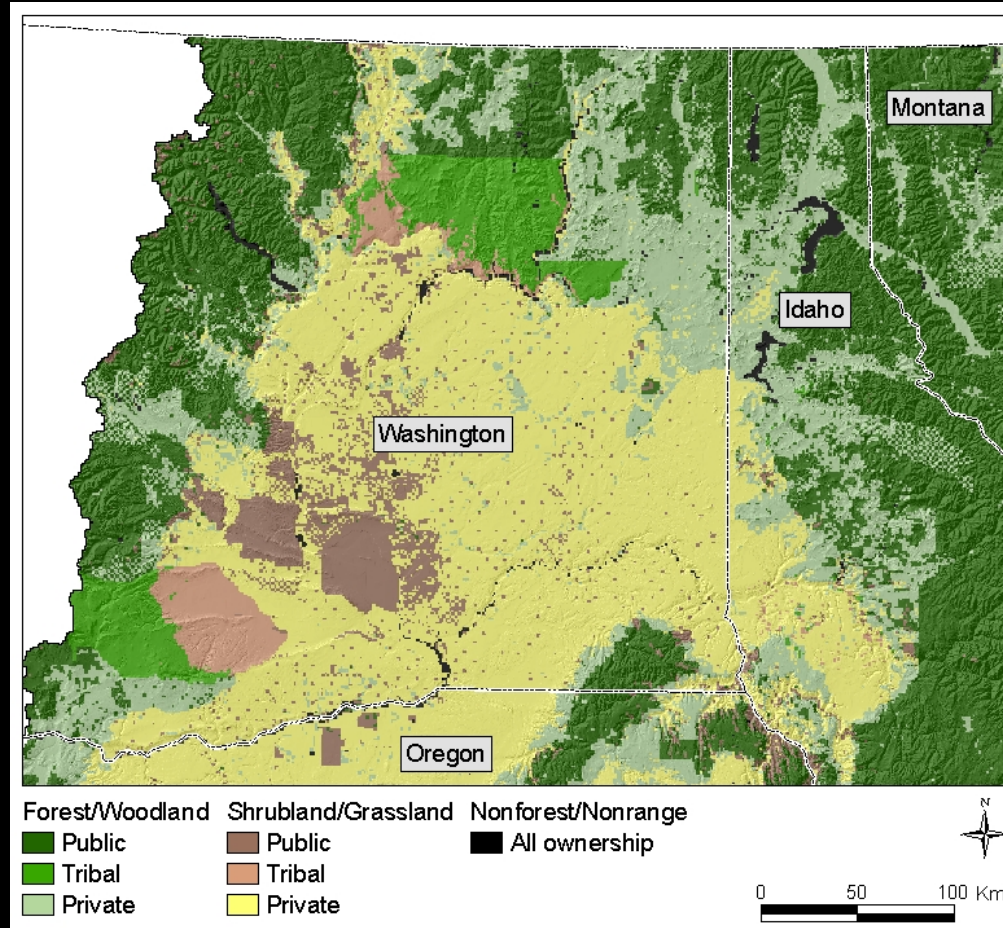 Montana
Idaho
Washington
Oregon
Forest/Woodland
Public
Tribal
Private
Shrubland/Grassland
Public
Tribal
Private
Nonforest/Nonrange
All ownership
N
0 50 100 Km